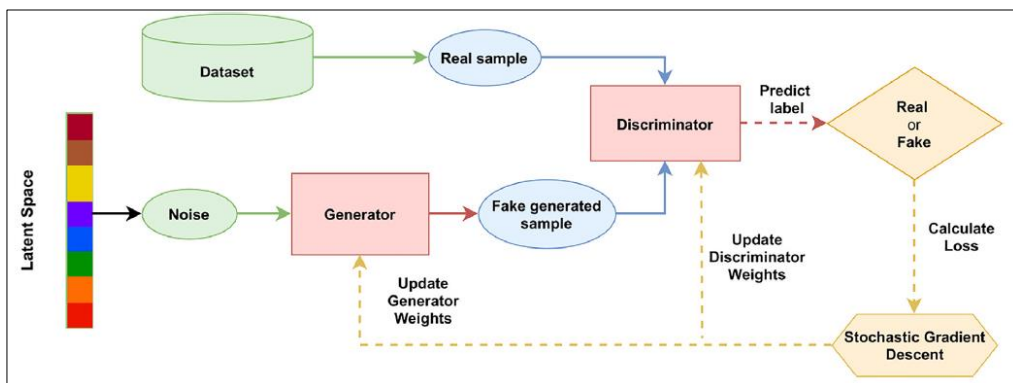 Dataset
Real sample
Predict
label
Real
or
Fake
Discriminator
Latent Space
Noise
Generator
Fake generated
sample
Update
Generator
Weights
Update
Discriminator
Weights
Calculate
Loss
Stochastic Gradient
Descent